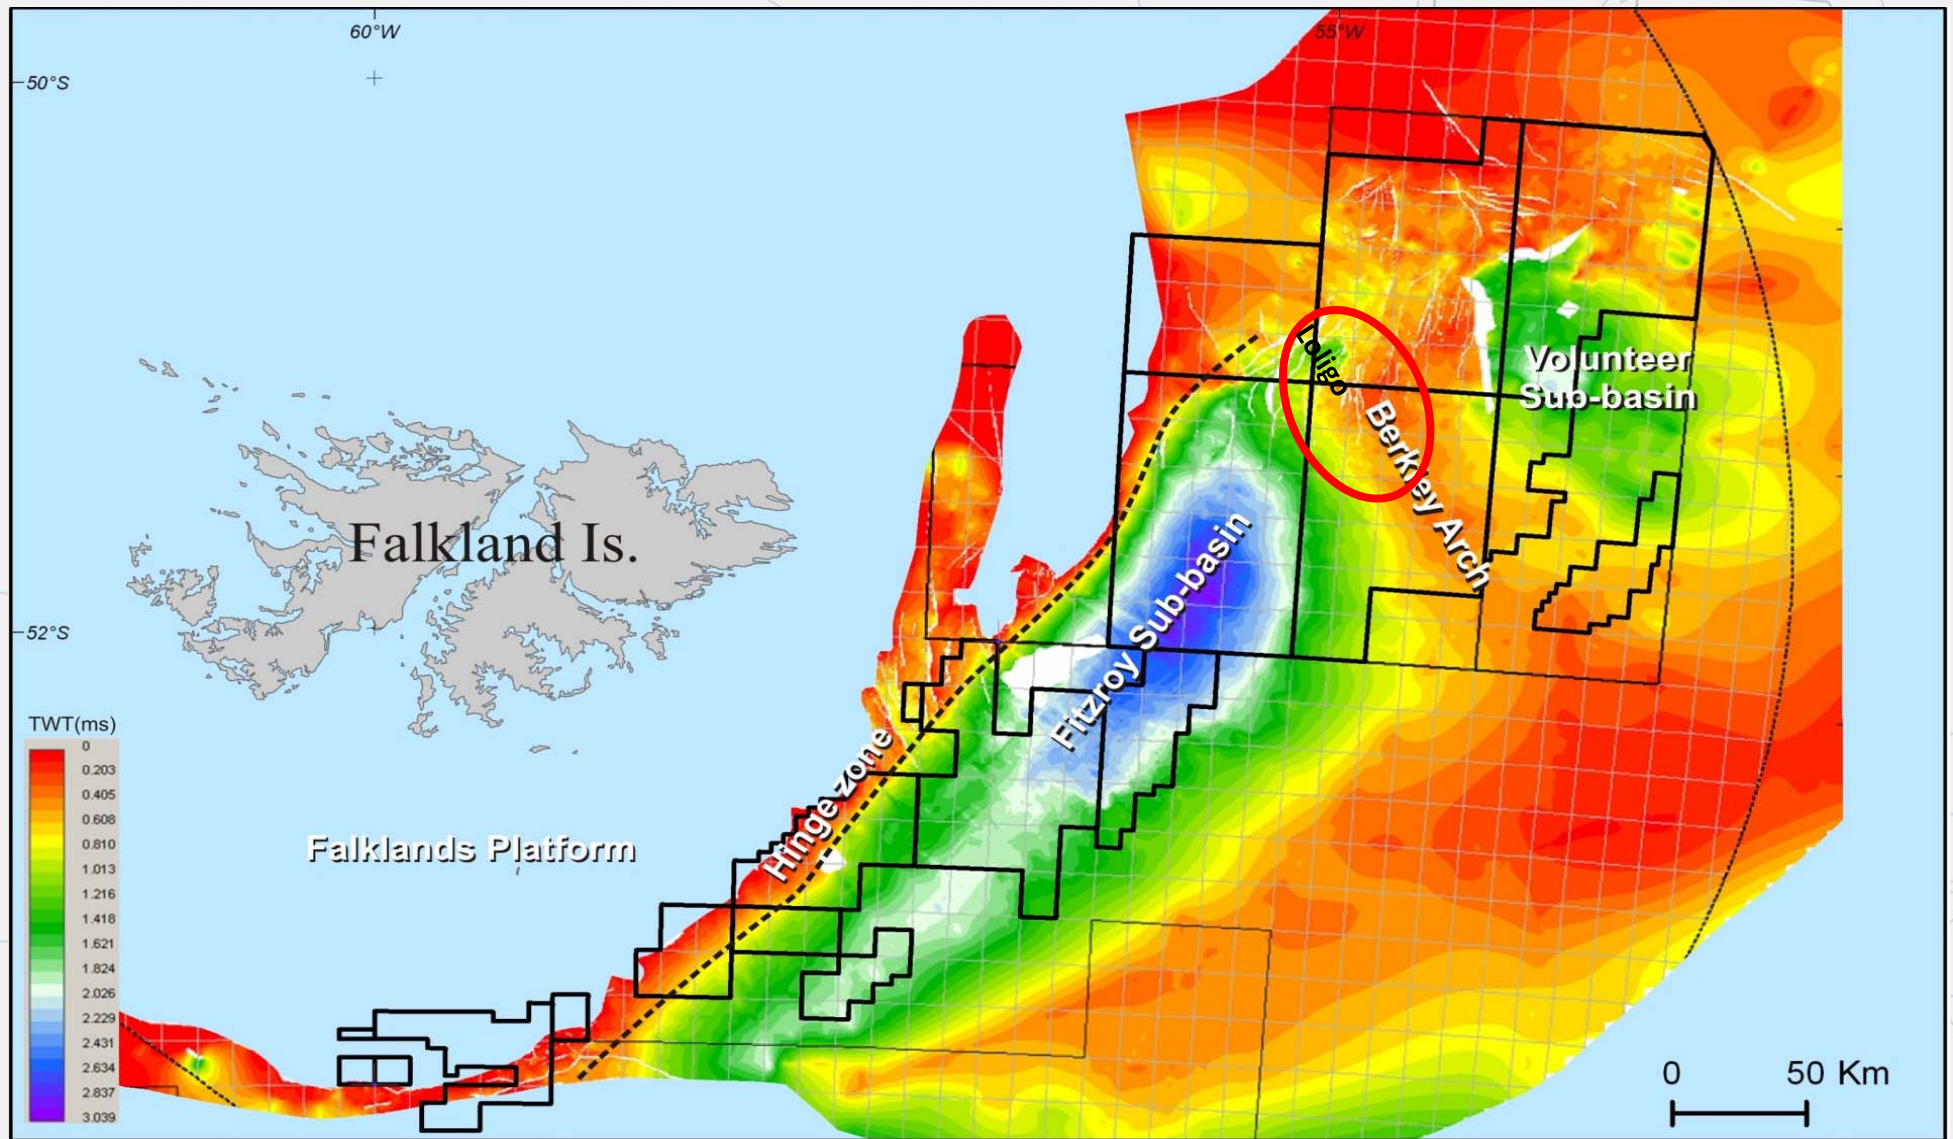 60°W
55°W
50°S
Loligo
Volunteer
Sub-basin
Berkley Arch
Falkland Is.
Fitzroy Sub-basin
52°S
TWT(ms)
0
0.203
0.405
0.608
0.810
1.013
1.216
1.418
1.621
1.824
2.026
2.229
2.431
2.634
2.837
3.039
Hinge zone
Falklands Platform
0 50 Km